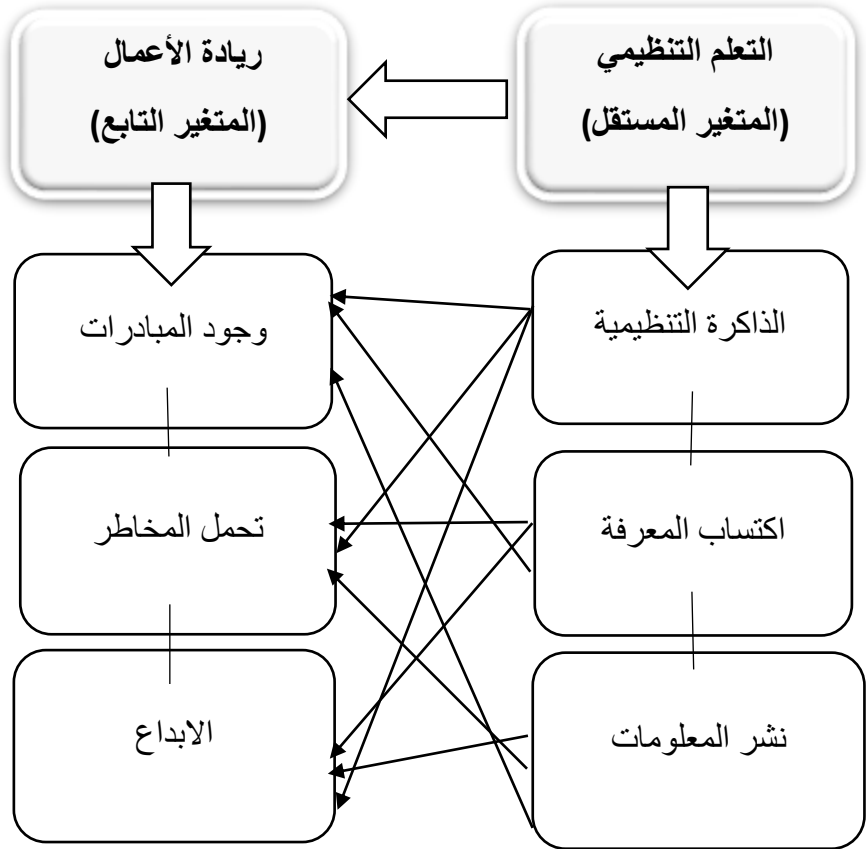 التعلم التنظيمي
(المتغير المستقل)
ريادة الأعمال
(المتغير التابع)
الذاكرة التنظيمية
وجود المبادرات
اكتساب المعرفة
تحمل المخاطر
نشر المعلومات
الابداع